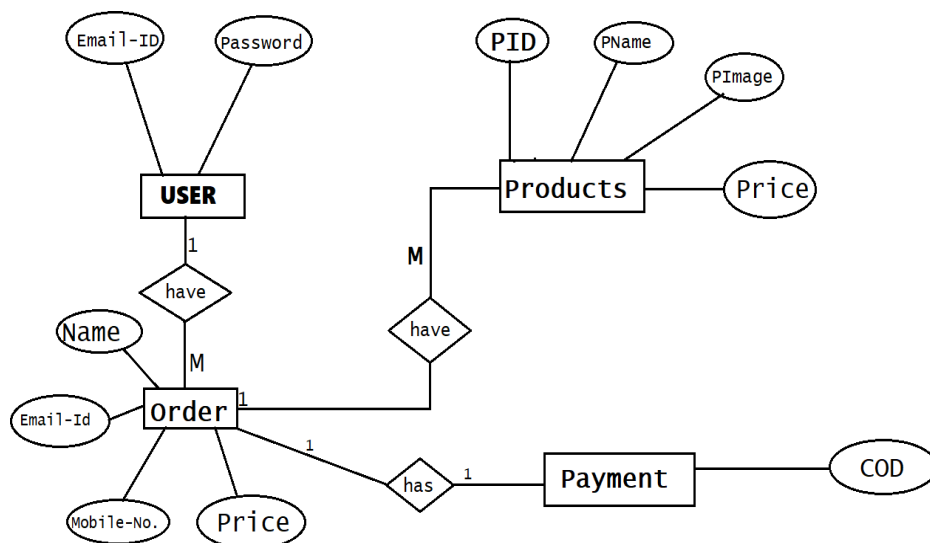 Email-ID
Password
PID
PName
PImage
USER
Products
Price
1
M
have
have
Name
M
Order
1
Email-Id
1
has
1
Payment
COD
Mobile-No.
Price